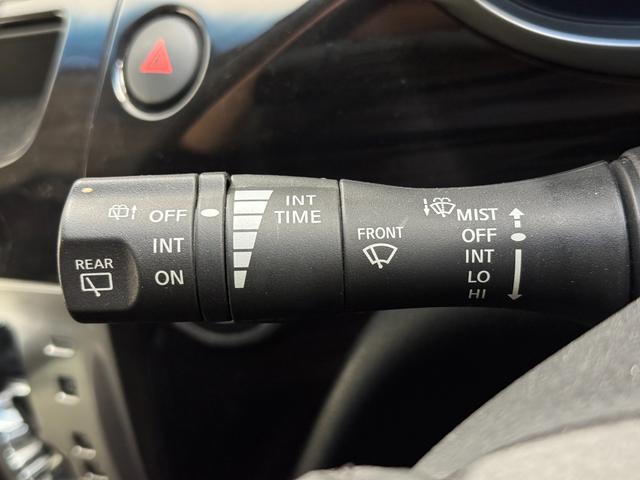 REAR
OFF
INT
ON
INT
TIME
FRONT
MIST
OFF
INT
LO
HI